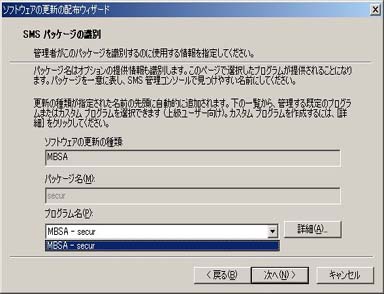 ソフトウェアの更新の配布ウィザード
SMS パッケージの識別
管理者がこのパッケージを識別するのに使用する情報を指定してください。
パッケージ名はオプションの提供情報も識別します。このページで選択したプログラムが提供されることになり
ます。パッケージを一意に表し、SMS 管理コンソールで見つけやすい名前にしてください。
更新の種類が指定された名前の先頭に自動的に追加されます。下の一覧から、管理する既定のプログラ
ムまたはカスタム プログラムを選択できます (上級ユーザー向け)。カスタム プログラムを作成するには、[詳
細] をクリックしてください。
ソフトウェアの更新の種類:
MBSA
パッケージ名(M):
secur
プログラム名(P):
MBSA - secur
詳細(A)...
MBSA - secur
< 戻る(B)
次へ(N) >
キャンセル